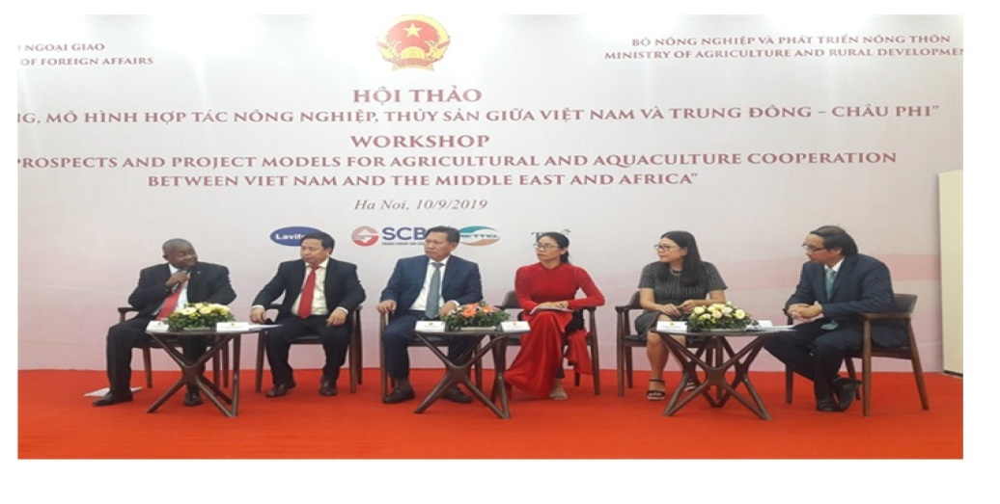 NGOẠI GIAO
OF FOREIGN AFFAIRS
BỘ NÔNG NGHIỆP VÀ PHÁT TRIỂN NÔNG THÔN
MINISTRY OF AGRICULTURE AND RURAL DEVELOPMEN
HỘI THẢO
MÔ HÌNH HỢP TÁC NÔNG NGHIỆP, THỦY SẢN GIỮA VIỆT NAM VÀ TRUNG ĐÔNG – CHÂU PHI"
WORKSHOP
PROSPECTS AND PROJECT MODELS FOR AGRICULTURAL AND AQUACULTURE COOPERATION
BETWEEN VIET NAM AND THE MIDDLE EAST AND AFRICA"
Ha Noi, 10/9/2019
SCB